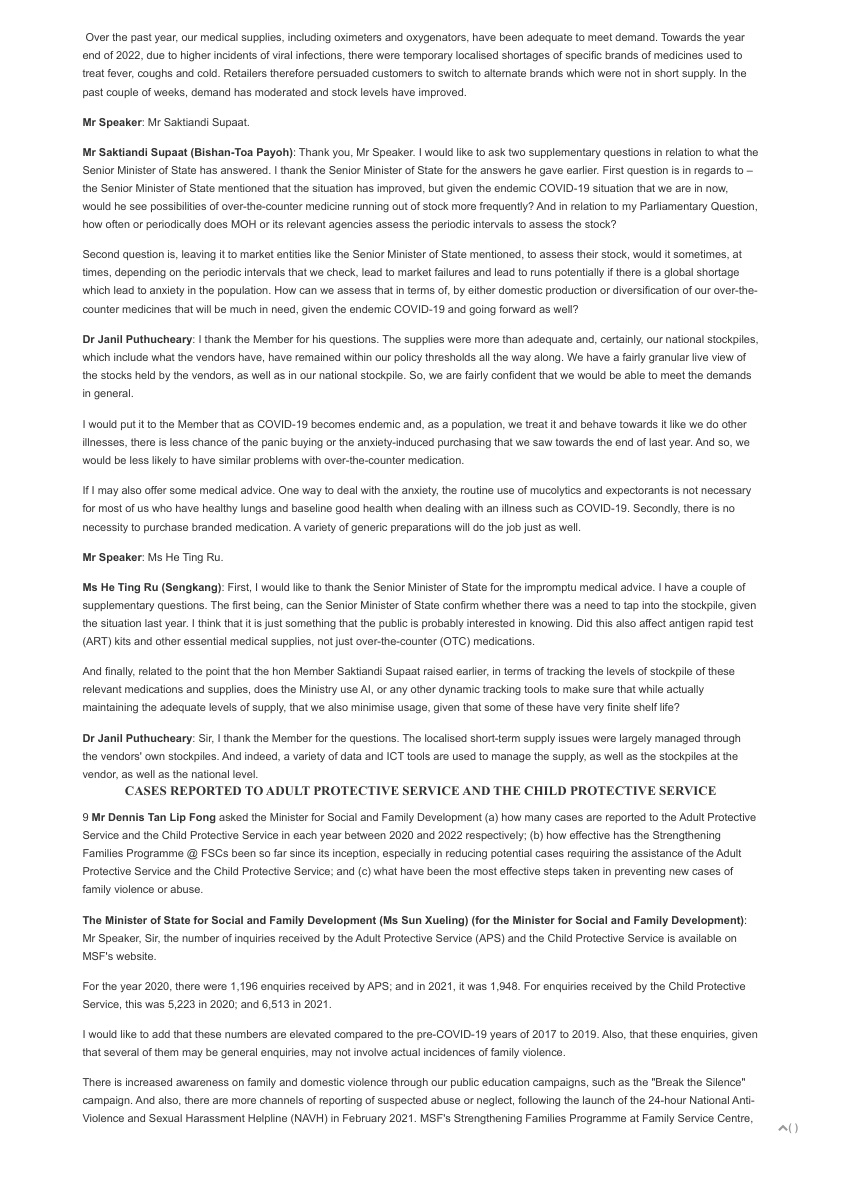 Over the past year, our medical supplies, including oximeters and oxygenators, have been adequate to meet demand. Towards the year
end of 2022, due to higher incidents of viral infections, there were temporary localised shortages of specific brands of medicines used to
treat fever, coughs and cold. Retailers therefore persuaded customers to switch to alternate brands which were not in short supply. In the
past couple of weeks, demand has moderated and stock levels have improved.
Mr Speaker: Mr Saktiandi Supaat.
Mr Saktiandi Supaat (Bishan-Toa Payoh): Thank you, Mr Speaker. I would like to ask two supplementary questions in relation to what the
Senior Minister of State has answered. I thank the Senior Minister of State for the answers he gave earlier. First question is in regards to –
the Senior Minister of State mentioned that the situation has improved, but given the endemic COVID-19 situation that we are in now,
would he see possibilities of over-the-counter medicine running out of stock more frequently? And in relation to my Parliamentary Question,
how often or periodically does MOH or its relevant agencies assess the periodic intervals to assess the stock?
Second question is, leaving it to market entities like the Senior Minister of State mentioned, to assess their stock, would it sometimes, at
times, depending on the periodic intervals that we check, lead to market failures and lead to runs potentially if there is a global shortage
which lead to anxiety in the population. How can we assess that in terms of, by either domestic production or diversification of our over-the-
counter medicines that will be much in need, given the endemic COVID-19 and going forward as well?
Dr Janil Puthucheary: I thank the Member for his questions. The supplies were more than adequate and, certainly, our national stockpiles,
which include what the vendors have, have remained within our policy thresholds all the way along. We have a fairly granular live view of
the stocks held by the vendors, as well as in our national stockpile. So, we are fairly confident that we would be able to meet the demands
in general.
I would put it to the Member that as COVID-19 becomes endemic and, as a population, we treat it and behave towards it like we do other
illnesses, there is less chance of the panic buying or the anxiety-induced purchasing that we saw towards the end of last year. And so, we
would be less likely to have similar problems with over-the-counter medication.
If I may also offer some medical advice. One way to deal with the anxiety, the routine use of mucolytics and expectorants is not necessary
for most of us who have healthy lungs and baseline good health when dealing with an illness such as COVID-19. Secondly, there is no
necessity to purchase branded medication. A variety of generic preparations will do the job just as well.
Mr Speaker: Ms He Ting Ru.
Ms He Ting Ru (Sengkang): First, I would like to thank the Senior Minister of State for the impromptu medical advice. I have a couple of
supplementary questions. The first being, can the Senior Minister of State confirm whether there was a need to tap into the stockpile, given
the situation last year. I think that it is just something that the public is probably interested in knowing. Did this also affect antigen rapid test
(ART) kits and other essential medical supplies, not just over-the-counter (OTC) medications.
And finally, related to the point that the hon Member Saktiandi Supaat raised earlier, in terms of tracking the levels of stockpile of these
relevant medications and supplies, does the Ministry use AI, or any other dynamic tracking tools to make sure that while actually
maintaining the adequate levels of supply, that we also minimise usage, given that some of these have very finite shelf life?
Dr Janil Puthucheary: Sir, I thank the Member for the questions. The localised short-term supply issues were largely managed through
the vendors' own stockpiles. And indeed, a variety of data and ICT tools are used to manage the supply, as well as the stockpiles at the
vendor, as well as the national level.
CASES REPORTED TO ADULT PROTECTIVE SERVICE AND THE CHILD PROTECTIVE SERVICE
9 Mr Dennis Tan Lip Fong asked the Minister for Social and Family Development (a) how many cases are reported to the Adult Protective
Service and the Child Protective Service in each year between 2020 and 2022 respectively; (b) how effective has the Strengthening
Families Programme @ FSCs been so far since its inception, especially in reducing potential cases requiring the assistance of the Adult
Protective Service and the Child Protective Service; and (c) what have been the most effective steps taken in preventing new cases of
family violence or abuse.
The Minister of State for Social and Family Development (Ms Sun Xueling) (for the Minister for Social and Family Development):
Mr Speaker, Sir, the number of inquiries received by the Adult Protective Service (APS) and the Child Protective Service is available on
MSF's website.
For the year 2020, there were 1,196 enquiries received by APS; and in 2021, it was 1,948. For enquiries received by the Child Protective
Service, this was 5,223 in 2020; and 6,513 in 2021.
I would like to add that these numbers are elevated compared to the pre-COVID-19 years of 2017 to 2019. Also, that these enquiries, given
that several of them may be general enquiries, may not involve actual incidences of family violence.
There is increased awareness on family and domestic violence through our public education campaigns, such as the "Break the Silence"
campaign. And also, there are more channels of reporting of suspected abuse or neglect, following the launch of the 24-hour National Anti-
Violence and Sexual Harassment Helpline (NAVH) in February 2021. MSF's Strengthening Families Programme at Family Service Centre,
( )